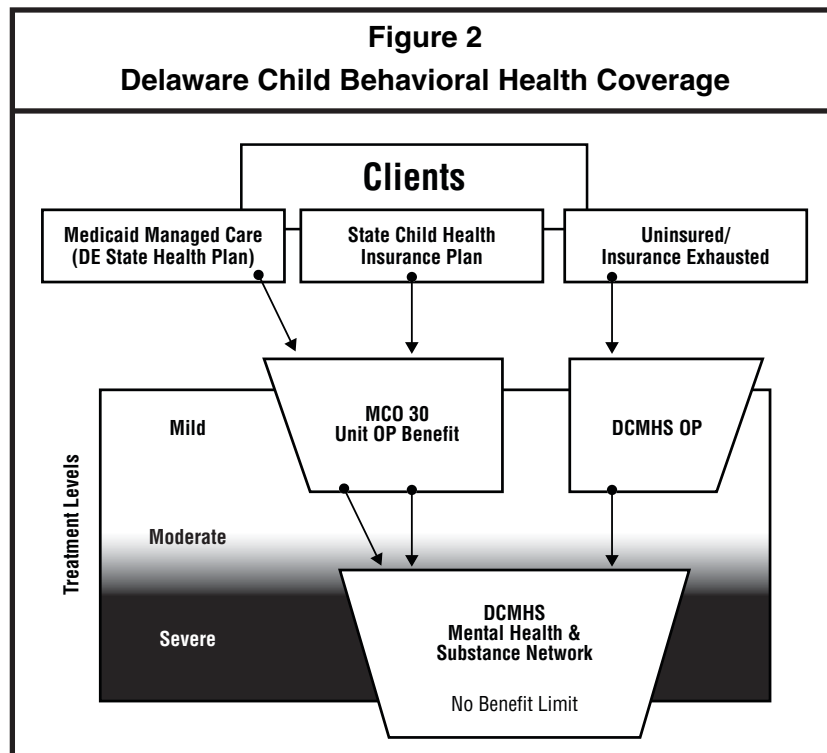 Figure 2
Delaware Child Behavioral Health Coverage
Clients
Medicaid Managed Care
(DE State Health Plan)
State Child Health
Insurance Plan
Uninsured/
Insurance Exhausted
Treatment Levels
Mild
MCO 30
Unit OP Benefit
DCMHS OP
Moderate
Severe
DCMHS
Mental Health &
Substance Network
No Benefit Limit